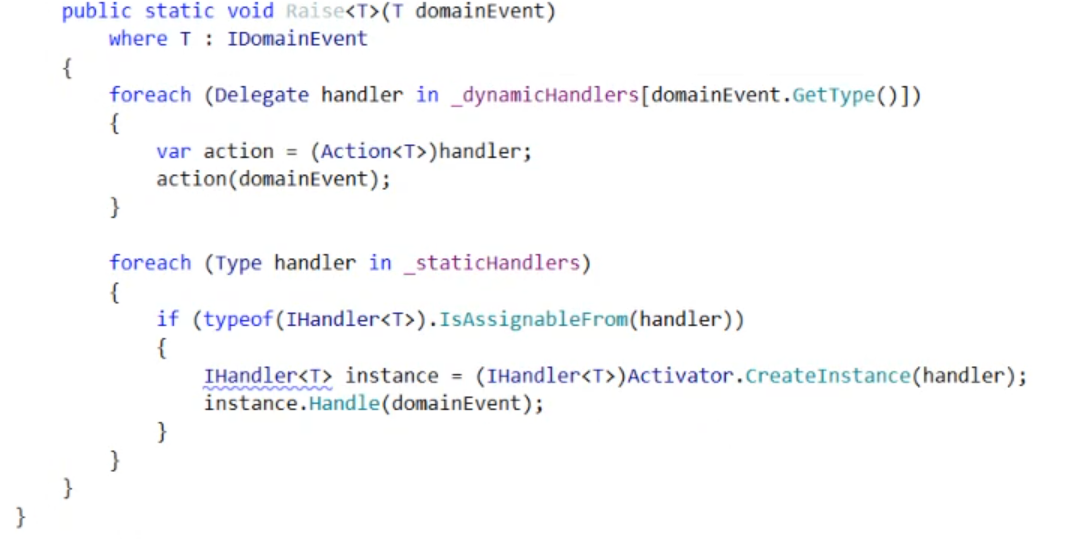 public static void Raise<T>(T domainEvent)
where T : IDomainEvent
{
foreach (Delegate handler in _dynamicHandlers[domainEvent.GetType()])
{
var action = (Action<T>)handler;
action(domainEvent);
}
foreach (Type handler in _staticHandlers)
{
if (typeof(IHandler<T>).IsAssignableFrom(handler))
{
IHandler<T> instance = (IHandler<T>)Activator.CreateInstance(handler);
instance.Handle(domainEvent);
}
}
}
}